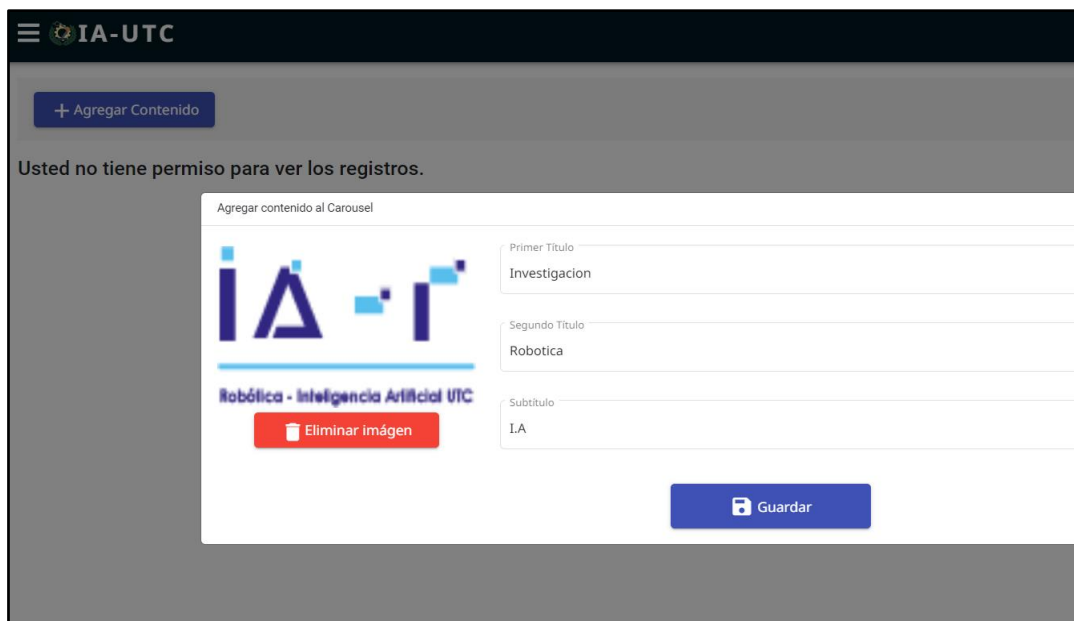 IA-UTC
+ Agregar Contenido
Usted no tiene permiso para ver los registros.
Agregar contenido al Carousel
iA - r
Robótica - Inteligencia Artificial UTC
Eliminar imágen
Primer Título
Investigacion
Segundo Título
Robotica
Subtítulo
I.A
Guardar